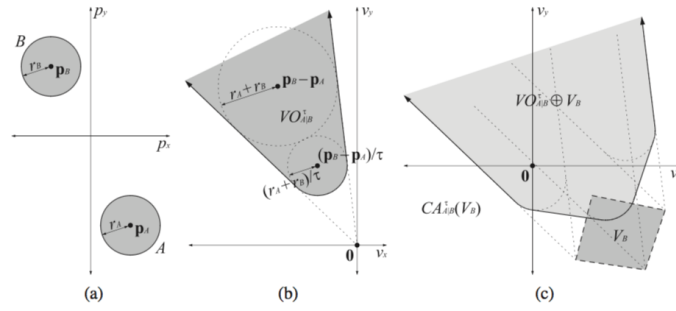 p_y
B
r_B
p_B
p_x
r_A
p_A
A
(a)
v_y
r_A+r_B
p_B−p_A
VO^τ_{A|B}
(p_B−p_A)/τ
(r_A+r_B)/τ
0
v_x
(b)
v_y
VO^τ_{A|B}⊕V_B
0
CA^τ_{A|B}(V_B)
V_B
(c)